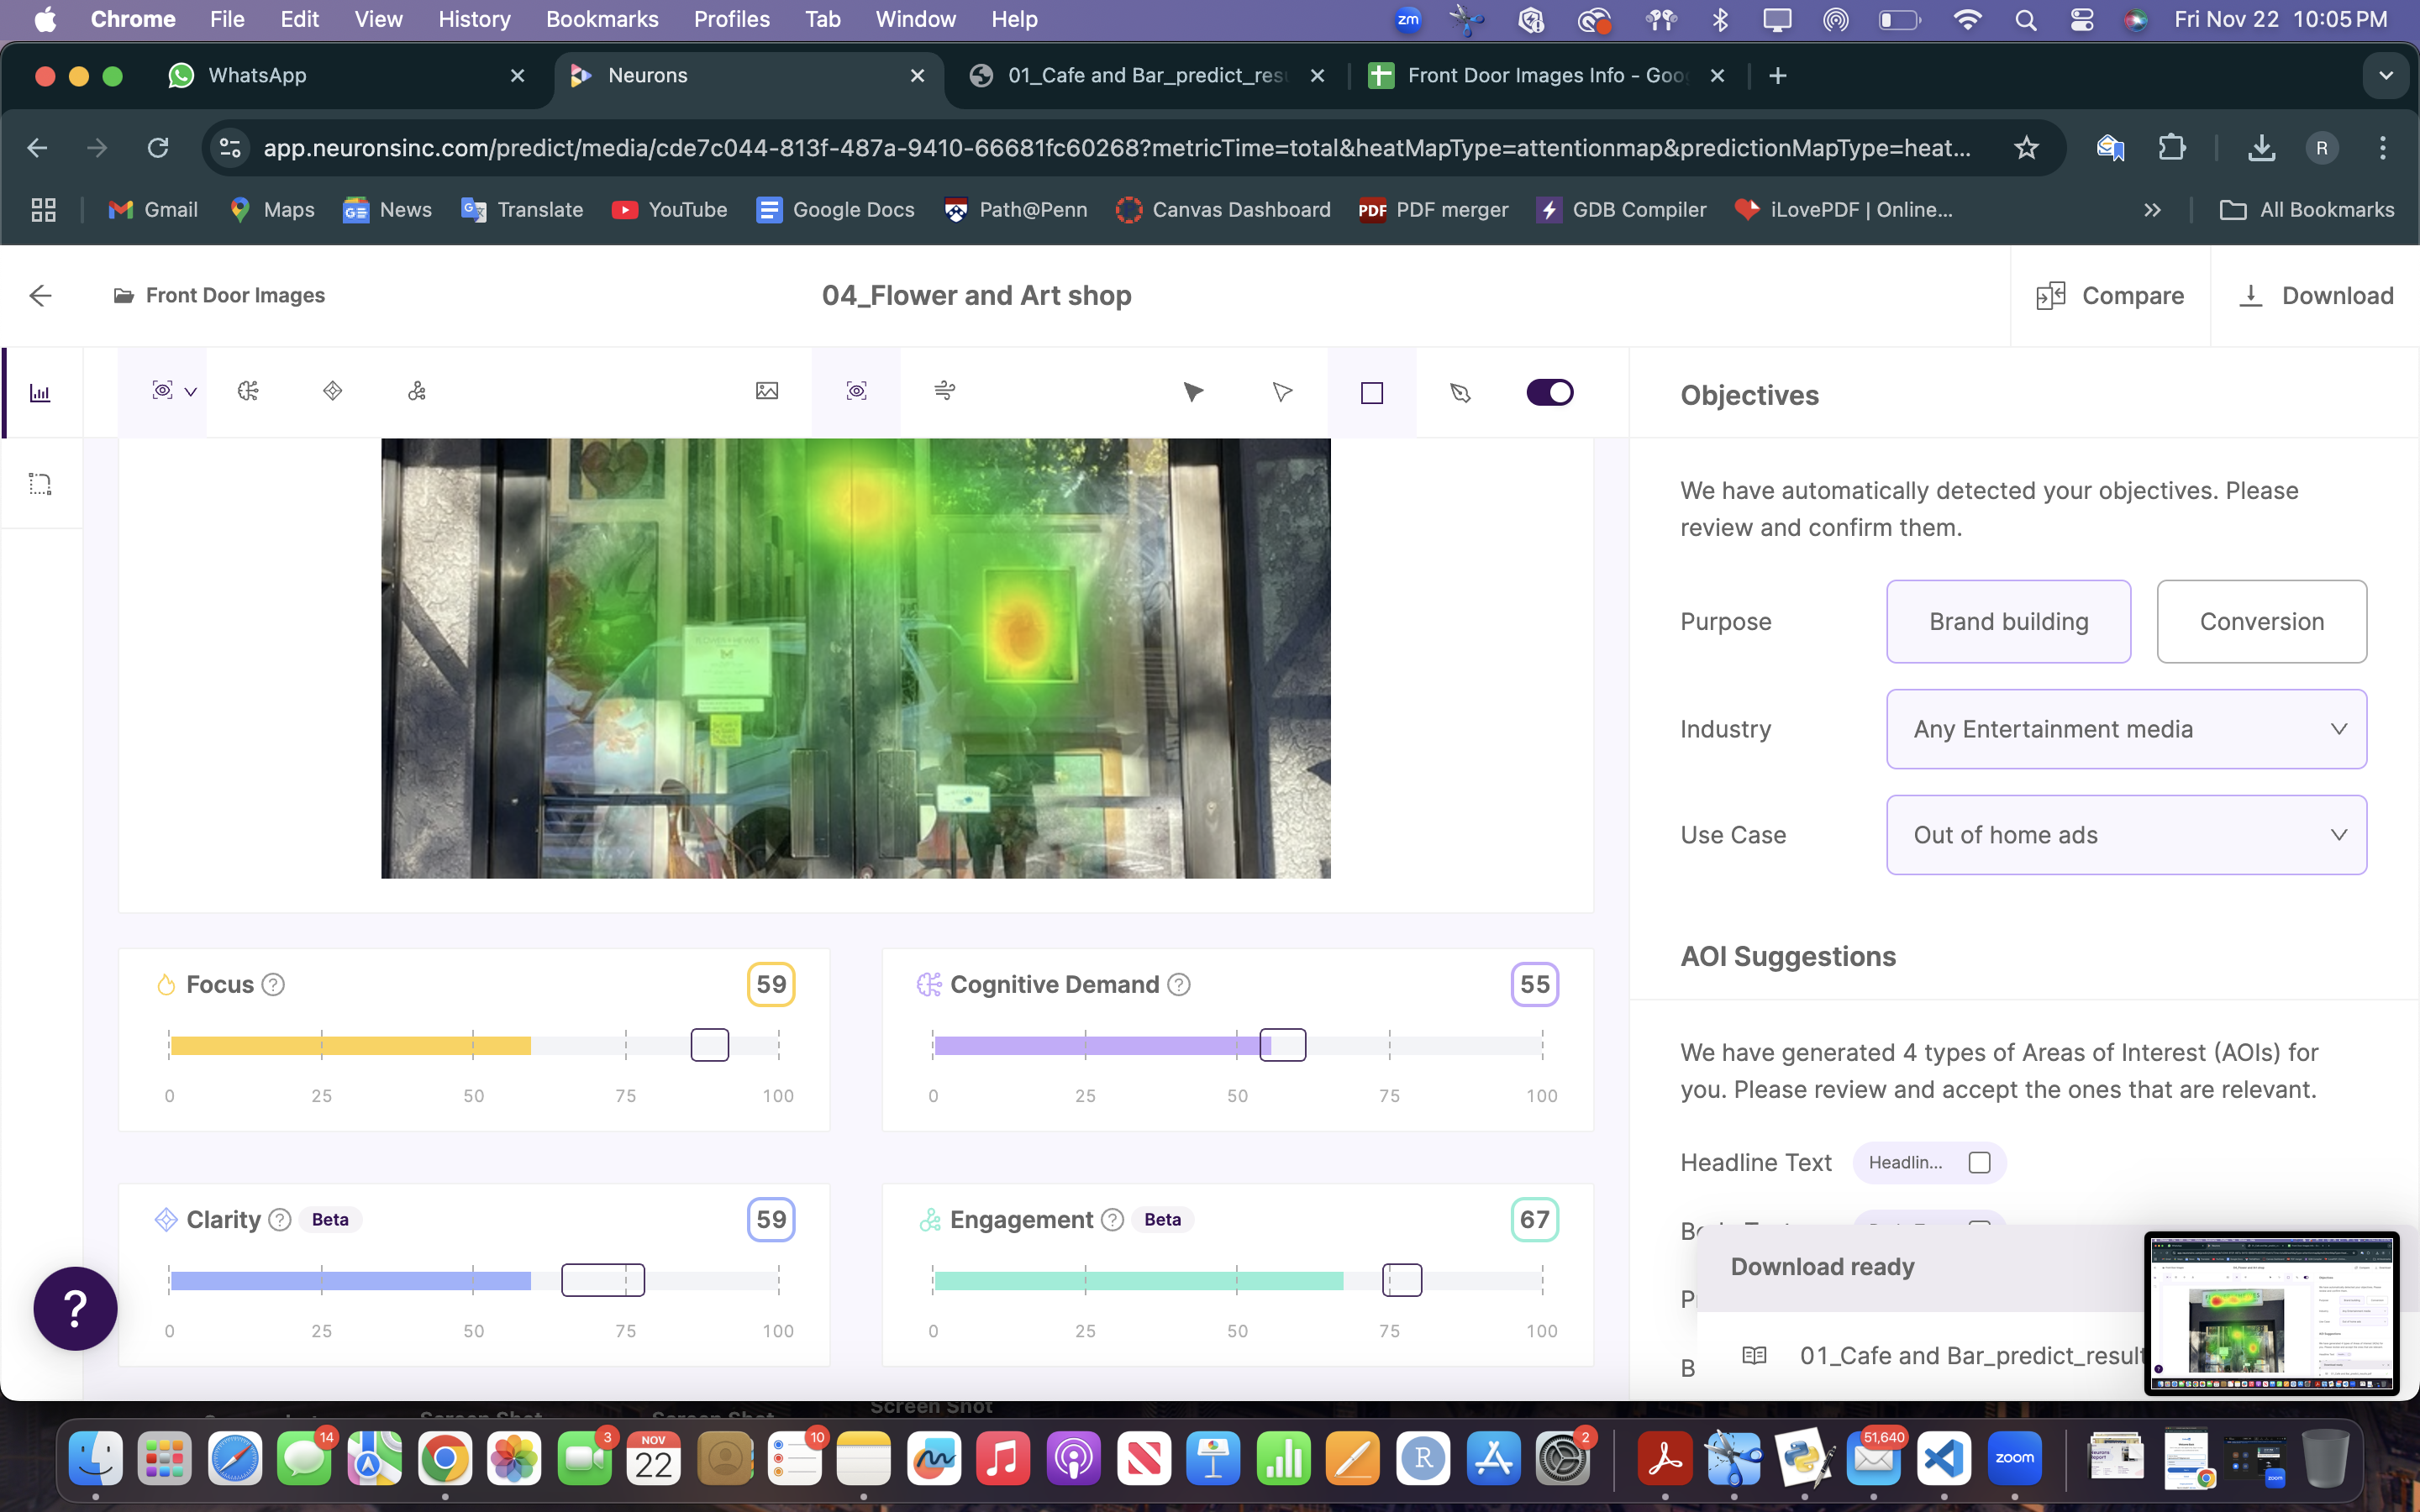 Chrome File Edit View History Bookmarks Profiles Tab Window Help
zm
Fri Nov 22 10:05 PM
WhatsApp
Neurons
01_Cafe and Bar_predict_resu
Front Door Images Info - Goo
app.neuronsinc.com/predict/media/cde7c044-813f-487a-9410-66681fc60268?metricTime=total&heatMapType=attentionmap&predictionMapType=heat...
R
Gmail Maps News Translate YouTube Google Docs Path@Penn Canvas Dashboard PDF PDF merger GDB Compiler iLovePDF | Online... All Bookmarks
Front Door Images
04_Flower and Art shop
Compare
Download
Objectives
We have automatically detected your objectives. Please
review and confirm them.
Purpose Brand building Conversion
Industry Any Entertainment media
Use Case Out of home ads
AOI Suggestions
We have generated 4 types of Areas of Interest (AOIs) for
you. Please review and accept the ones that are relevant.
Headline Text Headlin...
Focus 59
0 25 50 75 100
Cognitive Demand 55
0 25 50 75 100
Clarity Beta 59
0 25 50 75 100
Engagement Beta 67
0 25 50 75 100
?
Download ready
01_Cafe and Bar_predict_result
B
Screen Shot
14
3
NOV
22
10
2
51,640
zoom